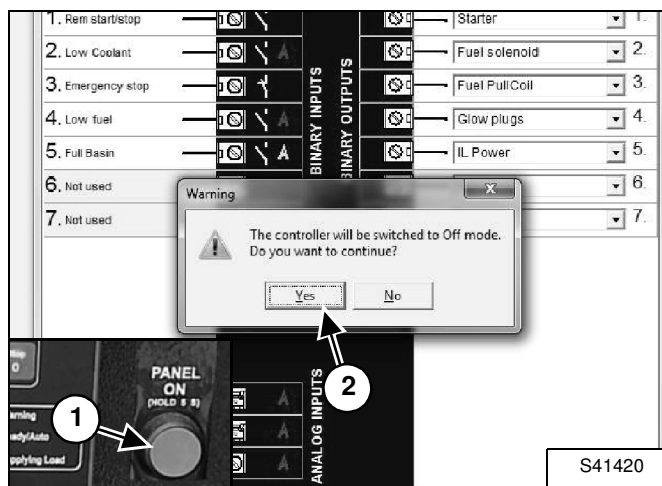 1. Rem start/stop
2. Low Coolant
3. Emergency stop
4. Low fuel
5. Full Basin
6. Not used
7. Not used
BINARY INPUTS
BINARY OUTPUTS
Starter 1.
Fuel solenoid 2.
Fuel PullCoil 3.
Glow plugs 4.
IL Power 5.
6.
7.
A
A
A
Warning
X
The controller will be switched to Off mode.
Do you want to continue?
Yes No
2
ANALOG INPUTS
A
A
A
0
PANEL
ON
(HOLD 5 S)
1
S41420